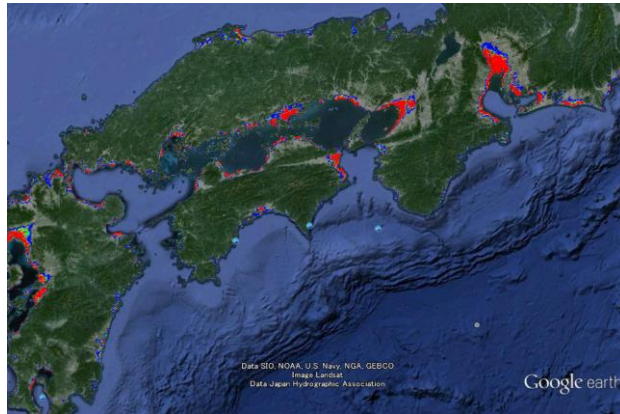 Data SIO, NOAA, U.S. Navy, NGA, GEBCO
Image Landsat
Data Japan Hydrographic Association
Google earth